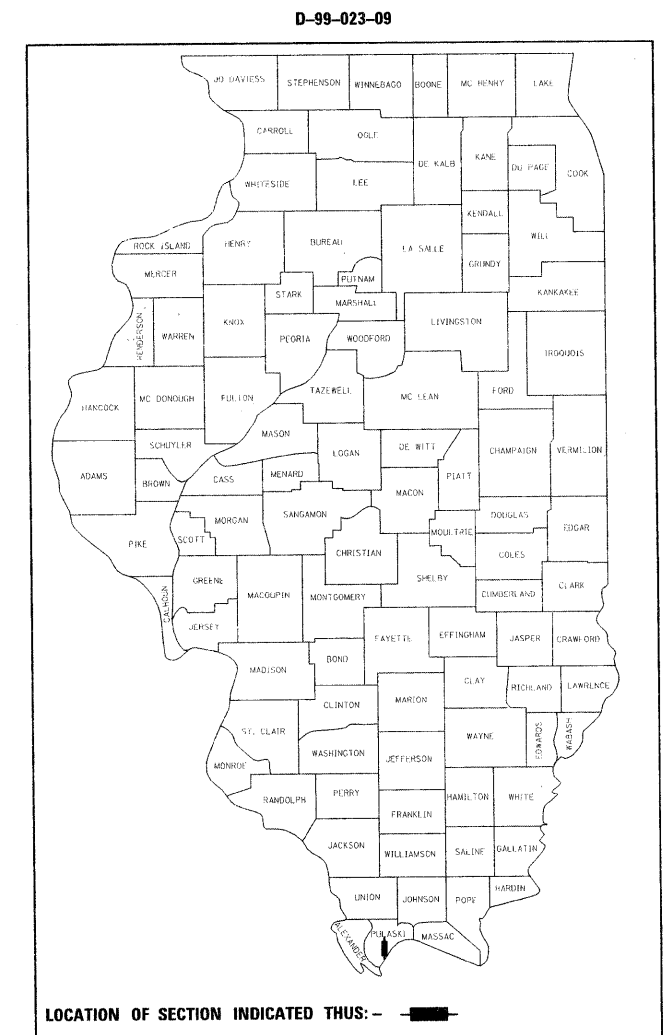 D-99-023-09
JO DAVIESS STEPHENSON WINNEBAGO BOONE MC HENRY LAKE
CARROLL OGLE
DE KALB KANE DU PAGE COOK
WHITESIDE LEE
KENDALL
ROCK ISLAND HENRY BUREAU LA SALLE WILL
GRUNDY
MERCER PUTNAM
STARK MARSHALL KANKAKEE
HENDERSON WARREN KNOX PEORIA WOODFORD LIVINGSTON IROQUOIS
HANCOCK MC DONOUGH FULTON TAZEWELL MC LEAN FORD
MASON
SCHUYLER LOGAN DE WITT CHAMPAIGN VERMILION
ADAMS BROWN CASS MENARD PIATT
MACON
MORGAN SANGAMON DOUGLAS
PIKE SCOTT CHRISTIAN MOULTRIE EDGAR
COLES
GREENE SHELBY
CALHOUN MACOUPIN MONTGOMERY CUMBERLAND CLARK
JERSEY FAYETTE EFFINGHAM JASPER CRAWFORD
MADISON BOND
CLAY RICHLAND LAWRENCE
CLINTON MARION
ST. CLAIR WAYNE EDWARDS WABASH
MONROE WASHINGTON JEFFERSON
RANDOLPH PERRY HAMILTON WHITE
FRANKLIN
JACKSON WILLIAMSON SALINE GALLATIN
HARDIN
UNION JOHNSON POPE
ALEXANDER PULASKI MASSAC
LOCATION OF SECTION INDICATED THUS: -